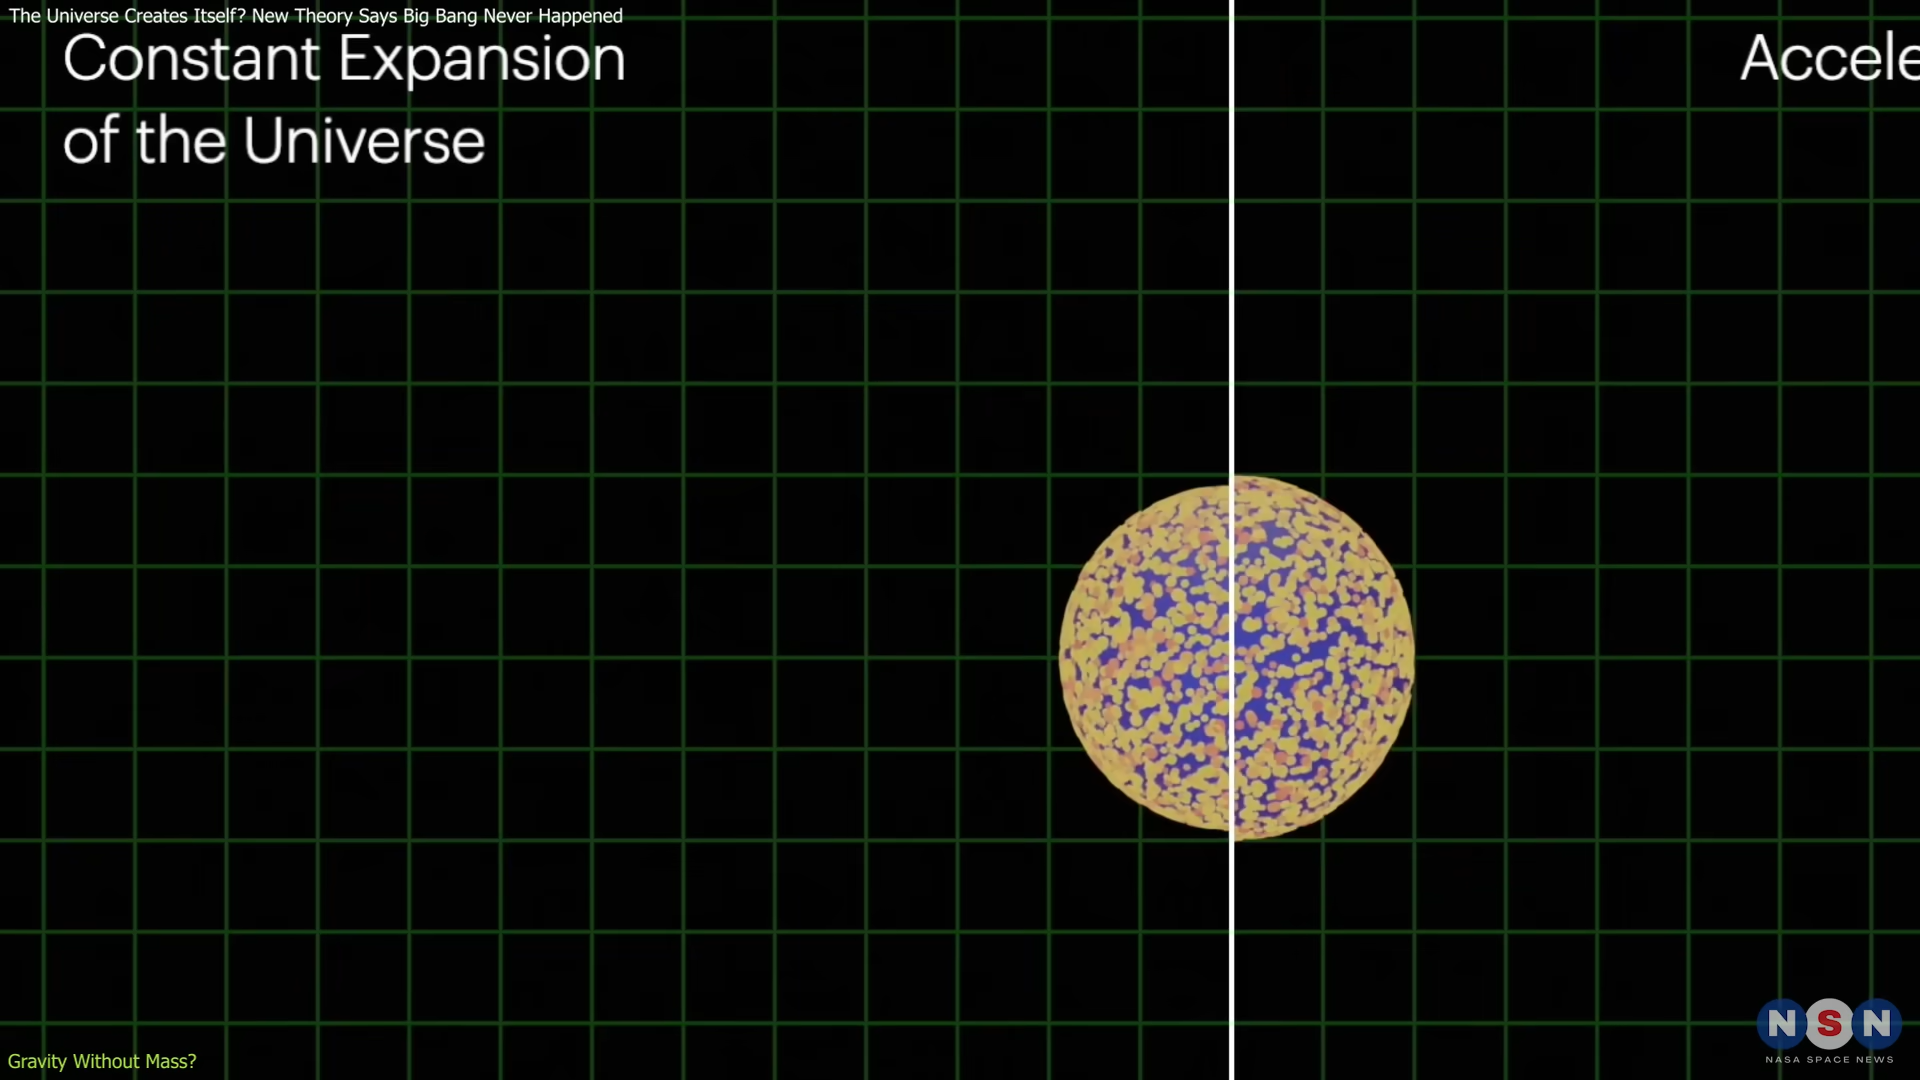 The Universe Creates Itself? New Theory Says Big Bang Never Happened
Constant Expansion
of the Universe
Accele
Gravity Without Mass?
NSN
NASA SPACE NEWS